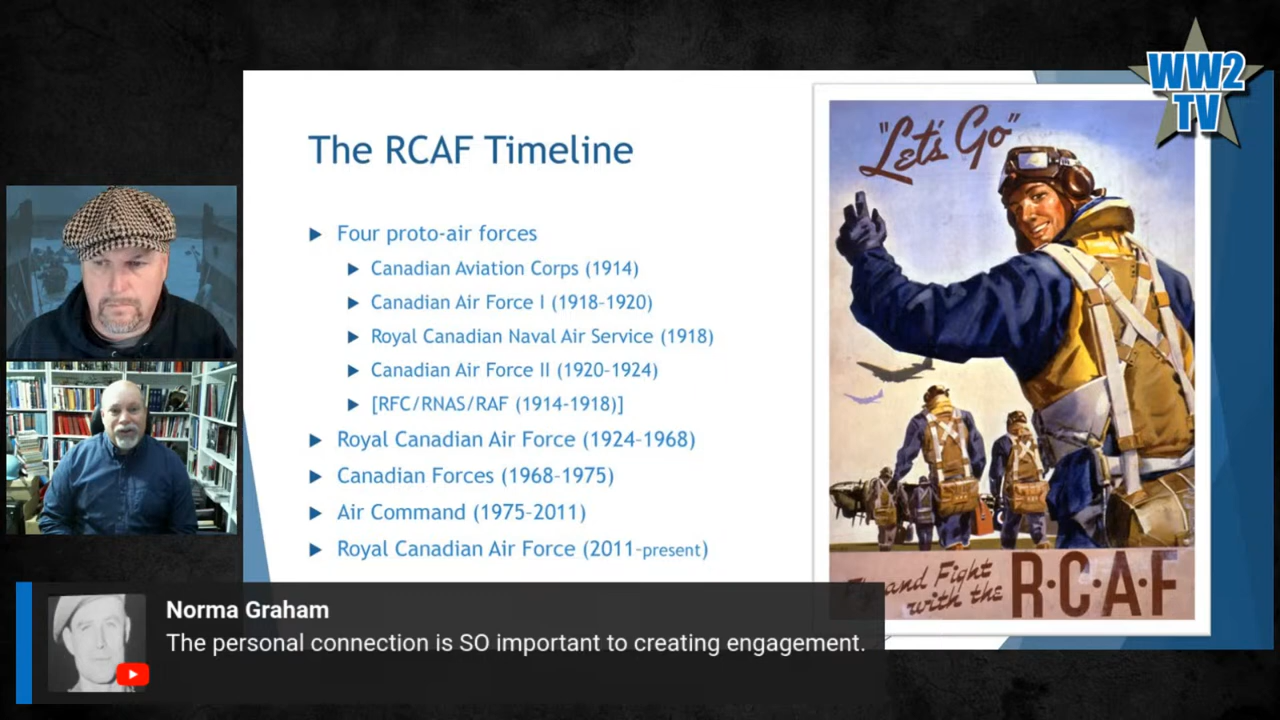 WW2
TV
The RCAF Timeline
Four proto-air forces
Canadian Aviation Corps (1914)
Canadian Air Force I (1918-1920)
Royal Canadian Naval Air Service (1918)
Canadian Air Force II (1920-1924)
[RFC/RNAS/RAF (1914-1918)]
Royal Canadian Air Force (1924-1968)
Canadian Forces (1968-1975)
Air Command (1975-2011)
Royal Canadian Air Force (2011-present)
"Let's Go"
and Fight
with the
R·C·A·F
Norma Graham
The personal connection is SO important to creating engagement.